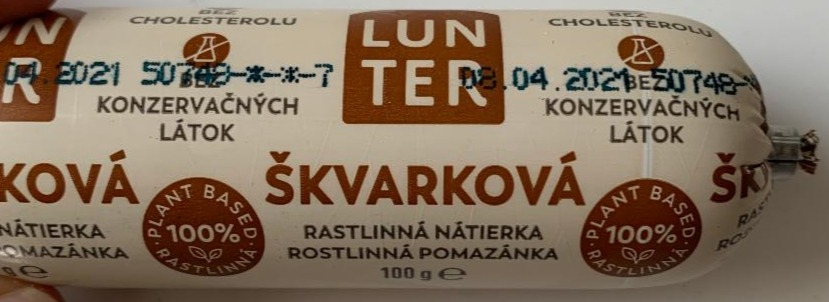 BEZ
CHOLESTEROLU
LUN
TER
BEZ
CHOLESTEROLU
04.2021 50748-*-*-7
08.04.2021 50748-*
BEZ
KONZERVAČNÝCH
LÁTOK
BEZ
KONZERVAČNÝCH
LÁTOK
KOVÁ
ŠKVARKOVÁ
NÁTIERKA
POMAZÁNKA
g e
PLANT BASED
100%
RASTLINNÁ
RASTLINNÁ NÁTIERKA
ROSTLINNÁ POMAZÁNKA
100 g e
PLANT BASED
100%
RASTLINNÁ